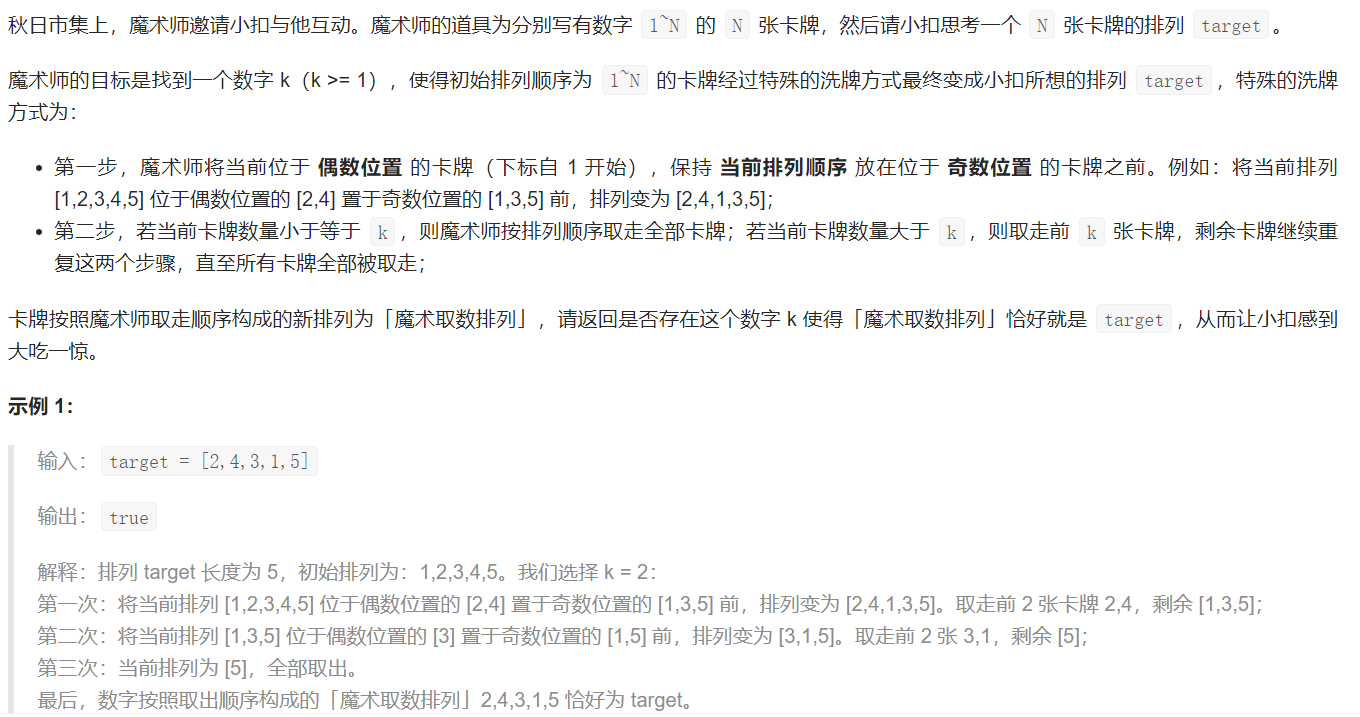 秋日市集上，魔术师邀请小扣与他互动。魔术师的道具为分别写有数字 1~N 的 N 张卡牌，然后请小扣思考一个 N 张卡牌的排列 target 。
魔术师的目标是找到一个数字 k（k >= 1），使得初始排列顺序为 1~N 的卡牌经过特殊的洗牌方式最终变成小扣所想的排列 target ，特殊的洗牌
方式为：
• 第一步，魔术师将当前位于 偶数位置 的卡牌（下标自 1 开始），保持 当前排列顺序 放在位于 奇数位置 的卡牌之前。例如：将当前排列
[1,2,3,4,5] 位于偶数位置的 [2,4] 置于奇数位置的 [1,3,5] 前，排列变为 [2,4,1,3,5]；
• 第二步，若当前卡牌数量小于等于 k ，则魔术师按排列顺序取走全部卡牌；若当前卡牌数量大于 k ，则取走前 k 张卡牌，剩余卡牌继续重
复这两个步骤，直至所有卡牌全部被取走；
卡牌按照魔术师取走顺序构成的新排列为「魔术取数排列」，请返回是否存在这个数字 k 使得「魔术取数排列」恰好就是 target ，从而让小扣感到
大吃一惊。
示例 1：
输入： target = [2,4,3,1,5]
输出： true
解释：排列 target 长度为 5，初始排列为：1,2,3,4,5。我们选择 k = 2：
第一次：将当前排列 [1,2,3,4,5] 位于偶数位置的 [2,4] 置于奇数位置的 [1,3,5] 前，排列变为 [2,4,1,3,5]。取走前 2 张卡牌 2,4，剩余 [1,3,5]；
第二次：将当前排列 [1,3,5] 位于偶数位置的 [3] 置于奇数位置的 [1,5] 前，排列变为 [3,1,5]。取走前 2 张 3,1，剩余 [5]；
第三次：当前排列为 [5]，全部取出。
最后，数字按照取出顺序构成的「魔术取数排列」2,4,3,1,5 恰好为 target。